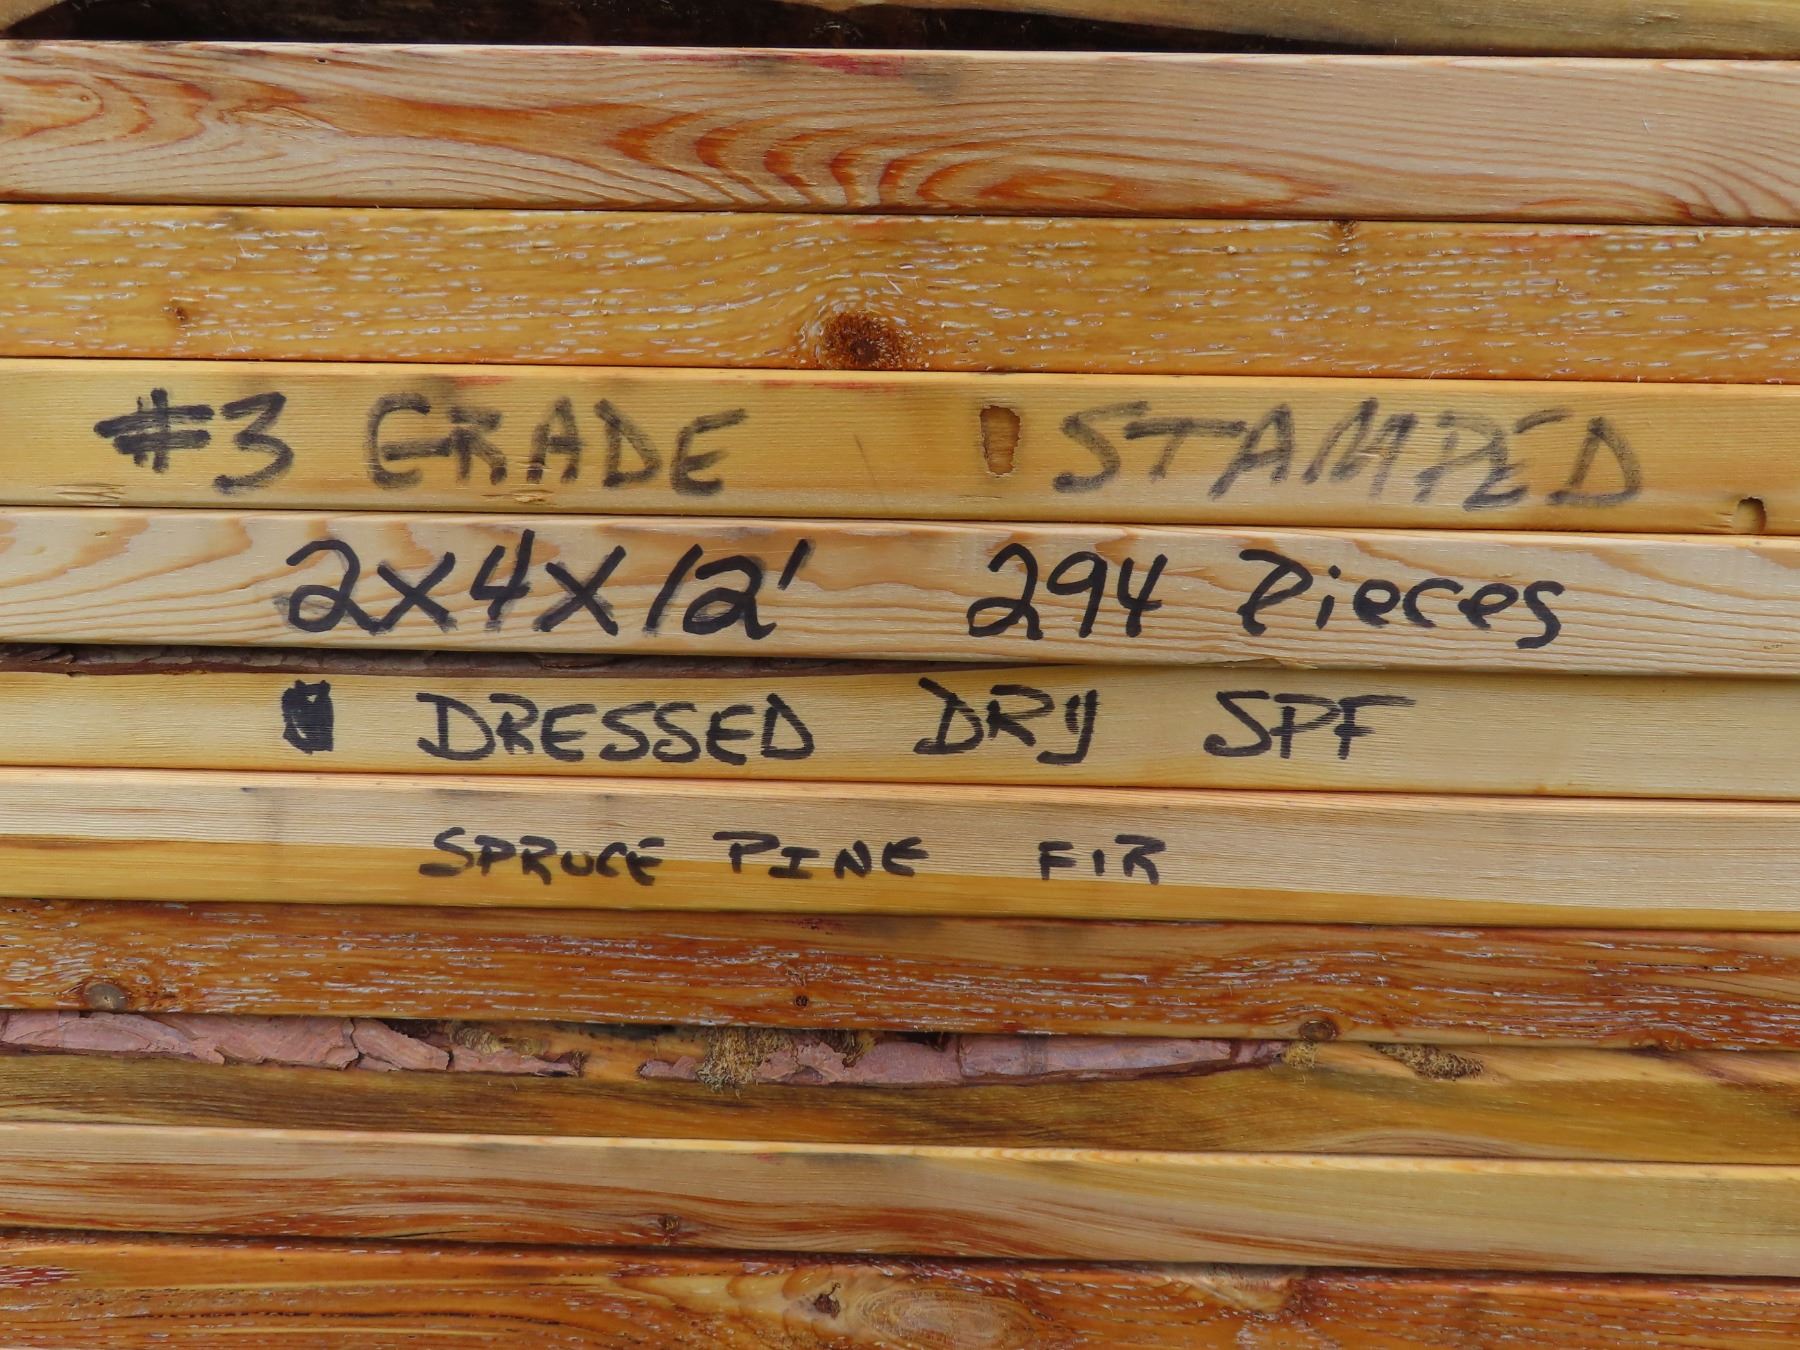 #3 GRADE STAMPED
2x4x12' 294 Pieces
DRESSED DRY SPF
SPRUCE PINE FIR